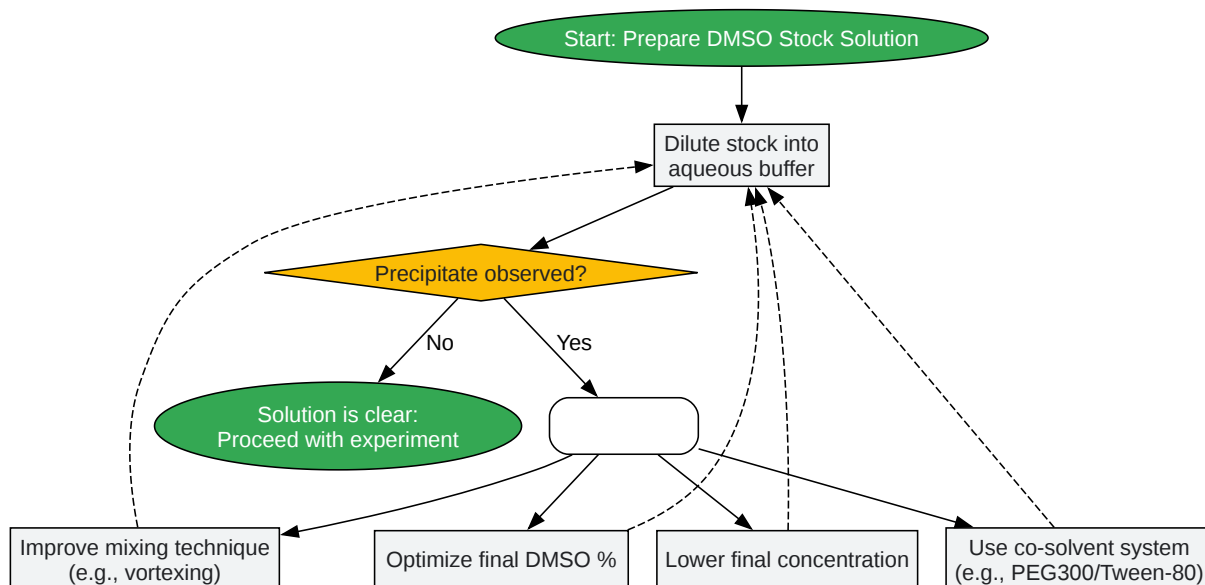 Start: Prepare DMSO Stock Solution
Dilute stock into
aqueous buffer
Precipitate observed?
No
Yes
Solution is clear:
Proceed with experiment
Improve mixing technique
(e.g., vortexing)
Optimize final DMSO %
Lower final concentration
Use co-solvent system
(e.g., PEG300/Tween-80)